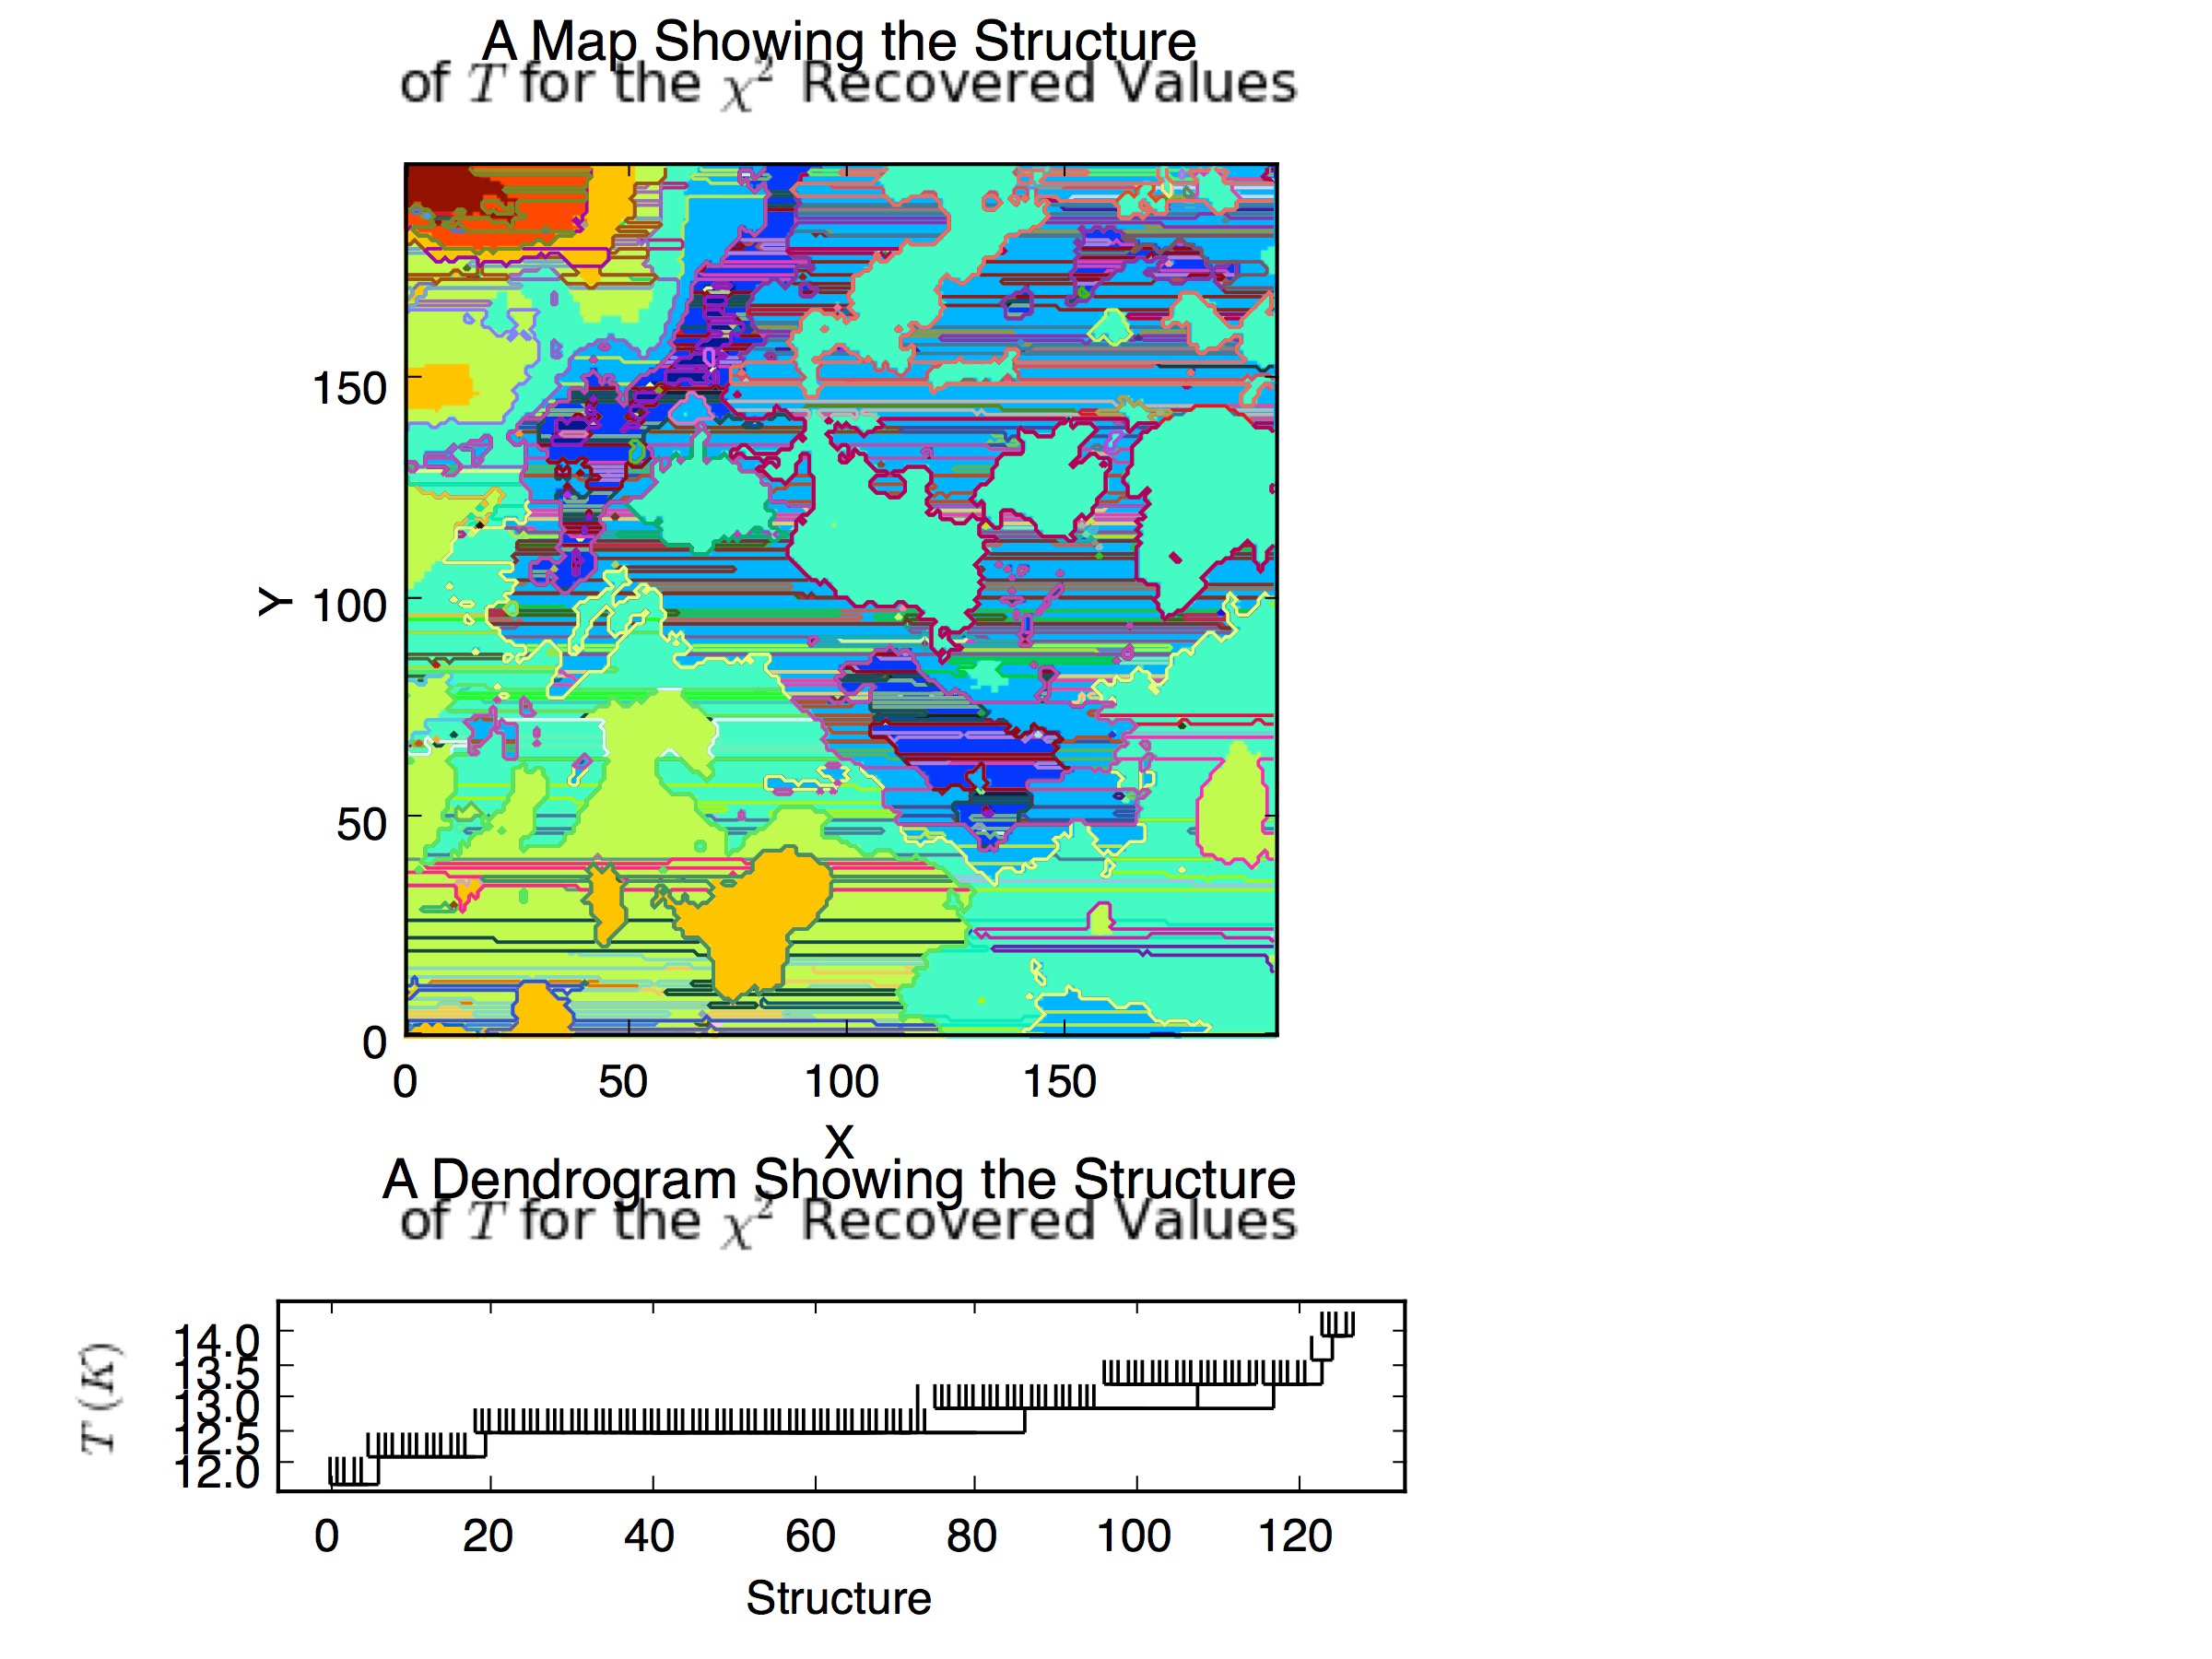 A Map Showing the Structure
of T for the χ² Recovered Values
150
100
50
0
Y
0 50 100 150
X
A Dendrogram Showing the Structure
of T for the χ² Recovered Values
14.0
13.5
13.0
12.5
12.0
T (K)
0 20 40 60 80 100 120
Structure